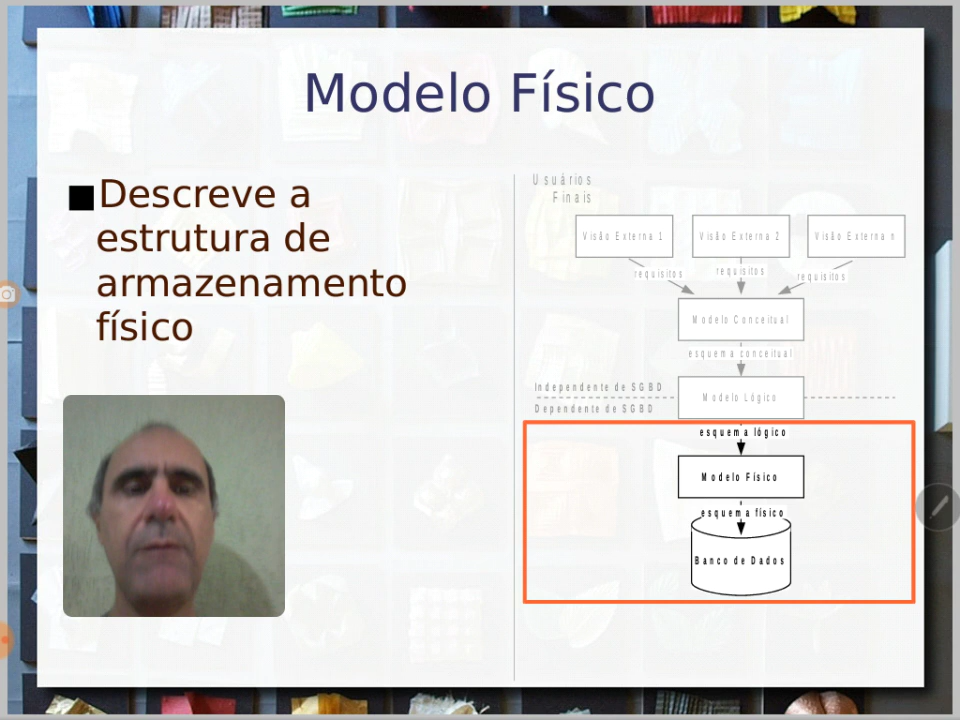 Modelo Físico
■Descreve a
estrutura de
armazenamento
físico
Usuários
Finais
Visão Externa 1
Visão Externa 2
Visão Externa n
requisitos
requisitos
requisitos
Modelo Conceitual
esquema conceitual
Independente de SGBD
Modelo Lógico
Dependente de SGBD
esquema lógico
Modelo Físico
esquema físico
Banco de Dados